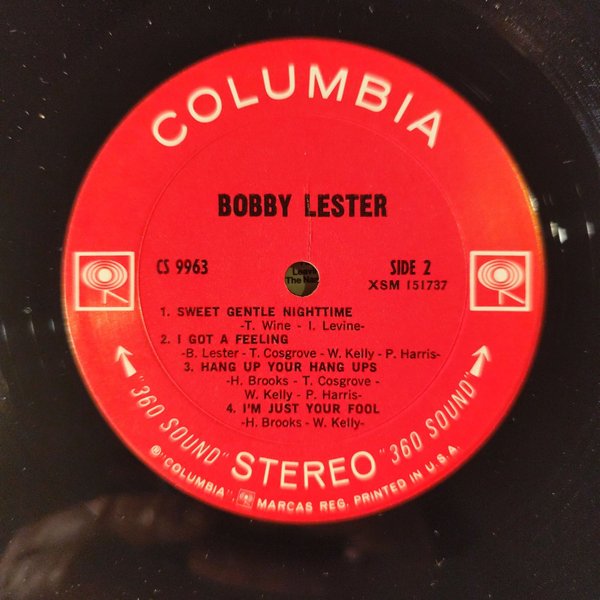 COLUMBIA
BOBBY LESTER
CS 9963
SIDE 2
XSM 151737
Leave
The
1. SWEET GENTLE NIGHTTIME
-T. Wine - I. Levine-
2. I GOT A FEELING
-B. Lester - T. Cosgrove - W. Kelly - P. Harris-
3. HANG UP YOUR HANG UPS
-H. Brooks - T. Cosgrove -
W. Kelly - P. Harris-
4. I'M JUST YOUR FOOL
-H. Brooks - W. Kelly-
"360 SOUND" STEREO "360 SOUND"
® "COLUMBIA", MARCAS REG. PRINTED IN U.S.A.